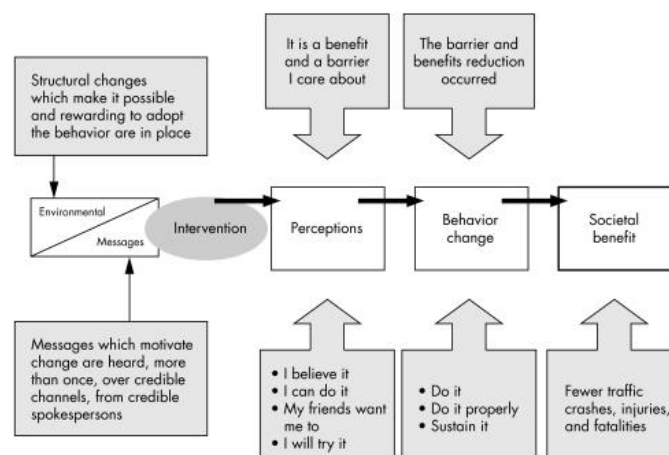 It is a benefit
and a barrier
I care about
The barrier and
benefits reduction
occurred
Structural changes
which make it possible
and rewarding to adopt
the behavior are in place
Environmental
Messages
Intervention
Perceptions
Behavior
change
Societal
benefit
Messages which motivate
change are heard, more
than once, over credible
channels, from credible
spokespersons
• I believe it
• I can do it
• My friends want
me to
• I will try it
• Do it
• Do it properly
• Sustain it
Fewer traffic
crashes, injuries,
and fatalities